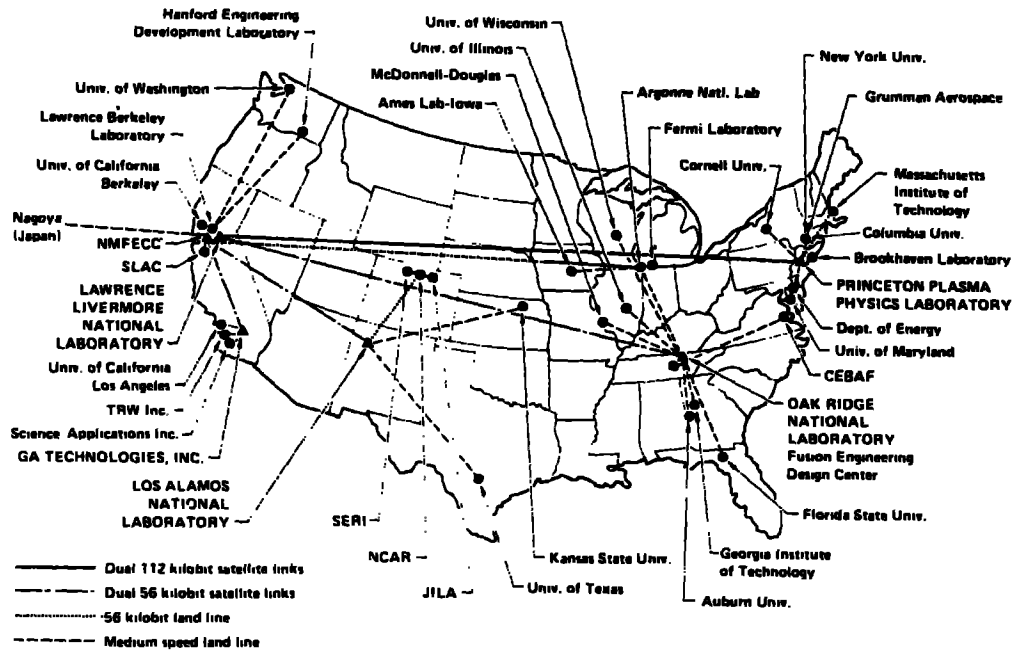 Hanford Engineering
Development Laboratory
Univ. of Washington
Lawrence Berkeley
Laboratory
Univ. of California
Berkeley
Nagoya
(Japan)
NMFECC
SLAC
LAWRENCE
LIVERMORE
NATIONAL
LABORATORY
Univ. of California
Los Angeles
TRW Inc.
Science Applications Inc.
GA TECHNOLOGIES, INC.
LOS ALAMOS
NATIONAL
LABORATORY
SERI
NCAR
JILA
Univ. of Wisconsin
Univ. of Illinois
McDonnell-Douglas
Ames Lab-Iowa
Argonne Natl. Lab
Fermi Laboratory
Cornell Univ.
New York Univ.
Grumman Aerospace
Massachusetts
Institute of
Technology
Columbia Univ.
Brookhaven Laboratory
PRINCETON PLASMA
PHYSICS LABORATORY
Dept. of Energy
Univ. of Maryland
CEBAF
OAK RIDGE
NATIONAL
LABORATORY
Fusion Engineering
Design Center
Florida State Univ.
Georgia Institute
of Technology
Auburn Univ.
Kansas State Univ.
Univ. of Texas
Dual 112 kilobit satellite links
Dual 56 kilobit satellite links
56 kilobit land line
Medium speed land line